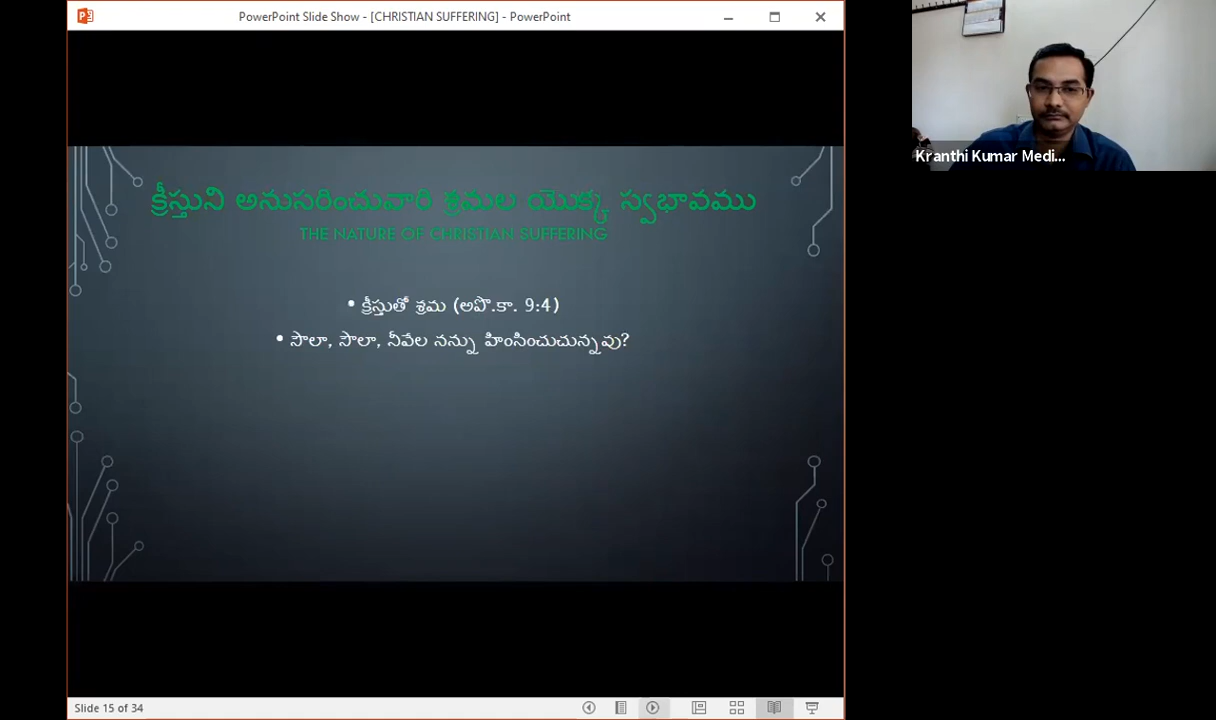 PowerPoint Slide Show - [CHRISTIAN SUFFERING] - PowerPoint
క్రీస్తుని అనుసరించువారి శ్రమల యొక్క స్వభావము
THE NATURE OF CHRISTIAN SUFFERING
• క్రీస్తుతో శ్రమ (అపొ.కా. 9:4)
• సౌలా, సౌలా, నీవేల నన్ను హింసించుచున్నవు?
Kranthi Kumar Medi...
Slide 15 of 34